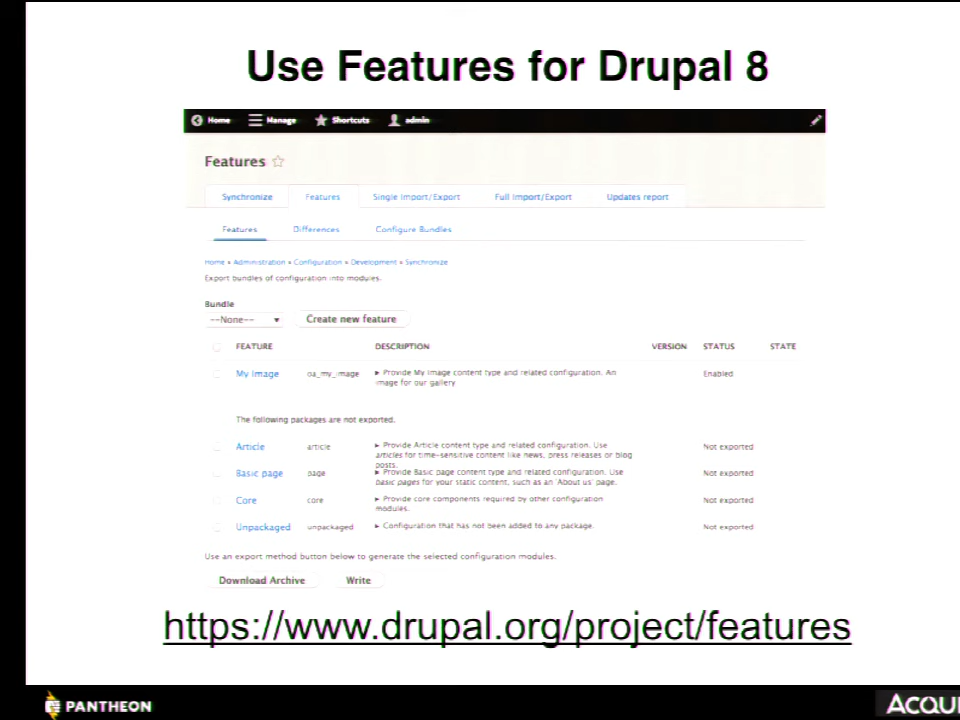 Use Features for Drupal 8
Home Manage Shortcuts admin
Features
Synchronize Features Single Import/Export Full Import/Export Updates report
Features Differences Configure Bundles
Home » Administration » Configuration » Development » Synchronize
Export bundles of configuration into modules.
Bundle
--None-- Create new feature
FEATURE DESCRIPTION VERSION STATUS STATE
My Image oa_my_image ▸ Provide My Image content type and related configuration. An Enabled
image for our gallery
The following packages are not exported.
Article article ▸ Provide Article content type and related configuration. Use Not exported
articles for time-sensitive content like news, press releases or blog
posts.
Basic page page ▸ Provide Basic page content type and related configuration. Use Not exported
basic pages for your static content, such as an 'About us' page.
Core core ▸ Provide core components required by other configuration Not exported
modules.
Unpackaged unpackaged ▸ Configuration that has not been added to any package. Not exported
Use an export method button below to generate the selected configuration modules.
Download Archive Write
https://www.drupal.org/project/features
PANTHEON ACQU